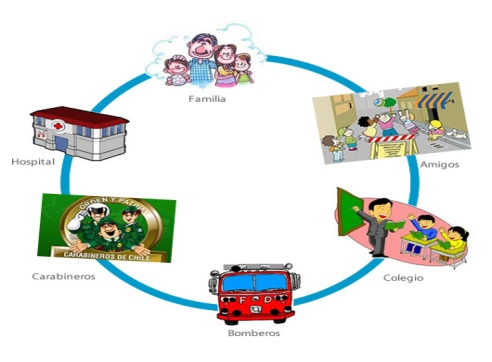 Familia
Hospital
Amigos
ORDEN Y PATRIA
CARABINEROS DE CHILE
Carabineros
Colegio
F D
Bomberos